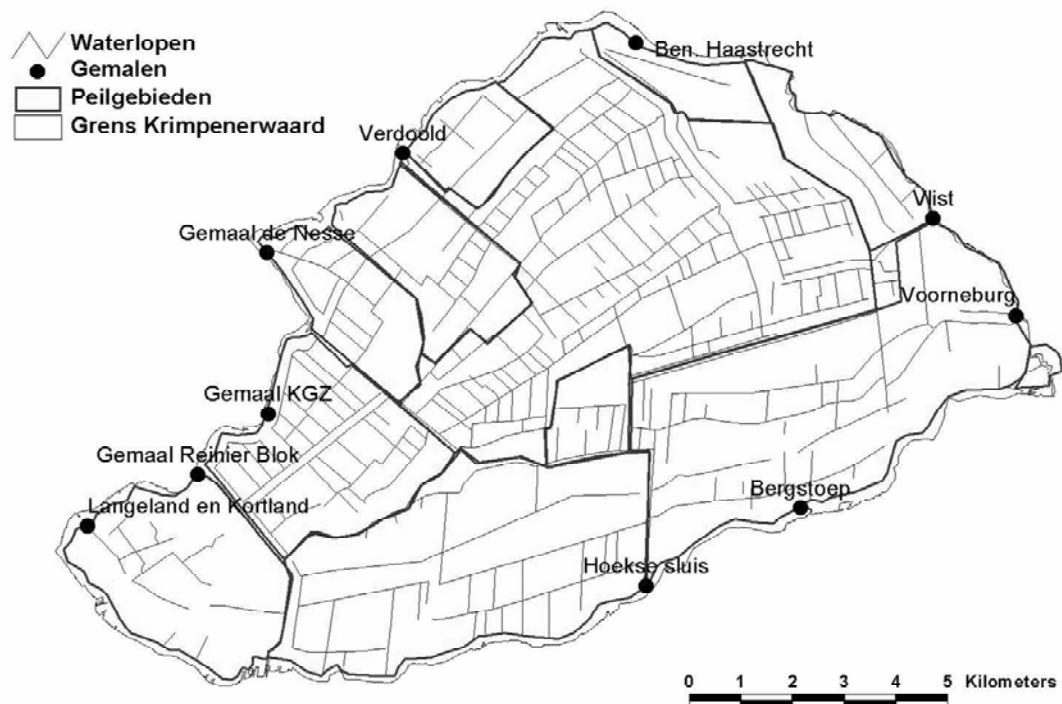 Waterlopen
Gemalen
Peilgebieden
Grens Krimpenerwaard
Ben. Haastrecht
Verdoold
Vlist
Gemaal de Nesse
Voorneburg
Gemaal KGZ
Gemaal Reinier Blok
Langeland en Kortland
Bergstoep
Hoekse sluis
0 1 2 3 4 5 Kilometers